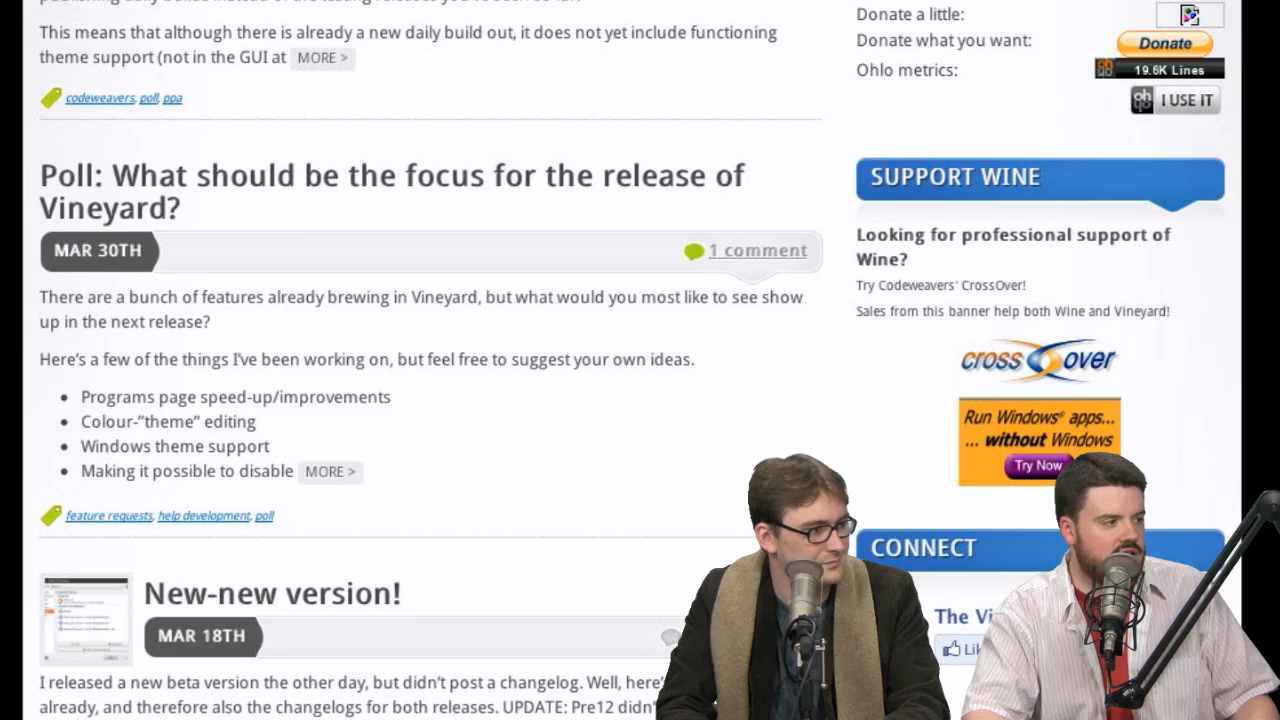 This means that although there is already a new daily build out, it does not yet include functioning
theme support (not in the GUI at MORE >
codeweavers, poll, ppa
Poll: What should be the focus for the release of
Vineyard?
MAR 30TH
1 comment
There are a bunch of features already brewing in Vineyard, but what would you most like to see show
up in the next release?
Here's a few of the things I've been working on, but feel free to suggest your own ideas.
Programs page speed-up/improvements
Colour-"theme" editing
Windows theme support
Making it possible to disable MORE >
feature requests, help development, poll
New-new version!
MAR 18TH
I released a new beta version the other day, but didn't post a changelog. Well, here'
already, and therefore also the changelogs for both releases. UPDATE: Pre12 didn'
Donate a little:
Donate what you want:
Donate
Ohlo metrics:
19.6K Lines
I USE IT
SUPPORT WINE
Looking for professional support of
Wine?
Try Codeweavers' CrossOver!
Sales from this banner help both Wine and Vineyard!
cross over
Run Windows® apps...
... without Windows
Try Now
CONNECT
The Vi
Lik